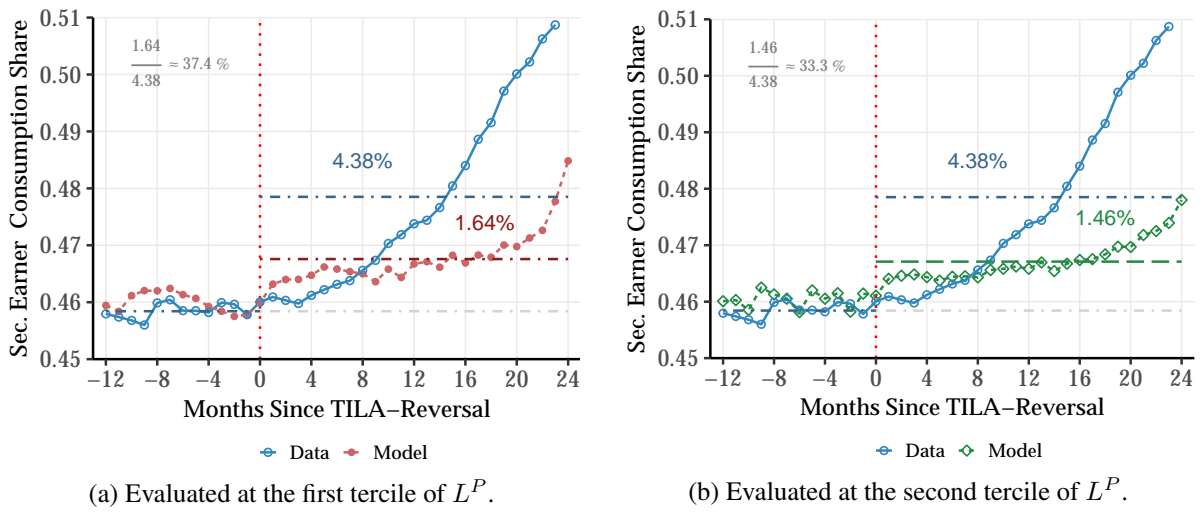 Sec. Earner Consumption Share
0.51
0.50
0.49
0.48
0.47
0.46
0.45
1.64
4.38
≈ 37.4 %
4.38%
1.64%
−12 −8 −4 0 4 8 12 16 20 24
Months Since TILA−Reversal
Data Model
(a) Evaluated at the first tercile of L^P.
Sec. Earner Consumption Share
0.51
0.50
0.49
0.48
0.47
0.46
0.45
1.46
4.38
≈ 33.3 %
4.38%
1.46%
−12 −8 −4 0 4 8 12 16 20 24
Months Since TILA−Reversal
Data Model
(b) Evaluated at the second tercile of L^P.